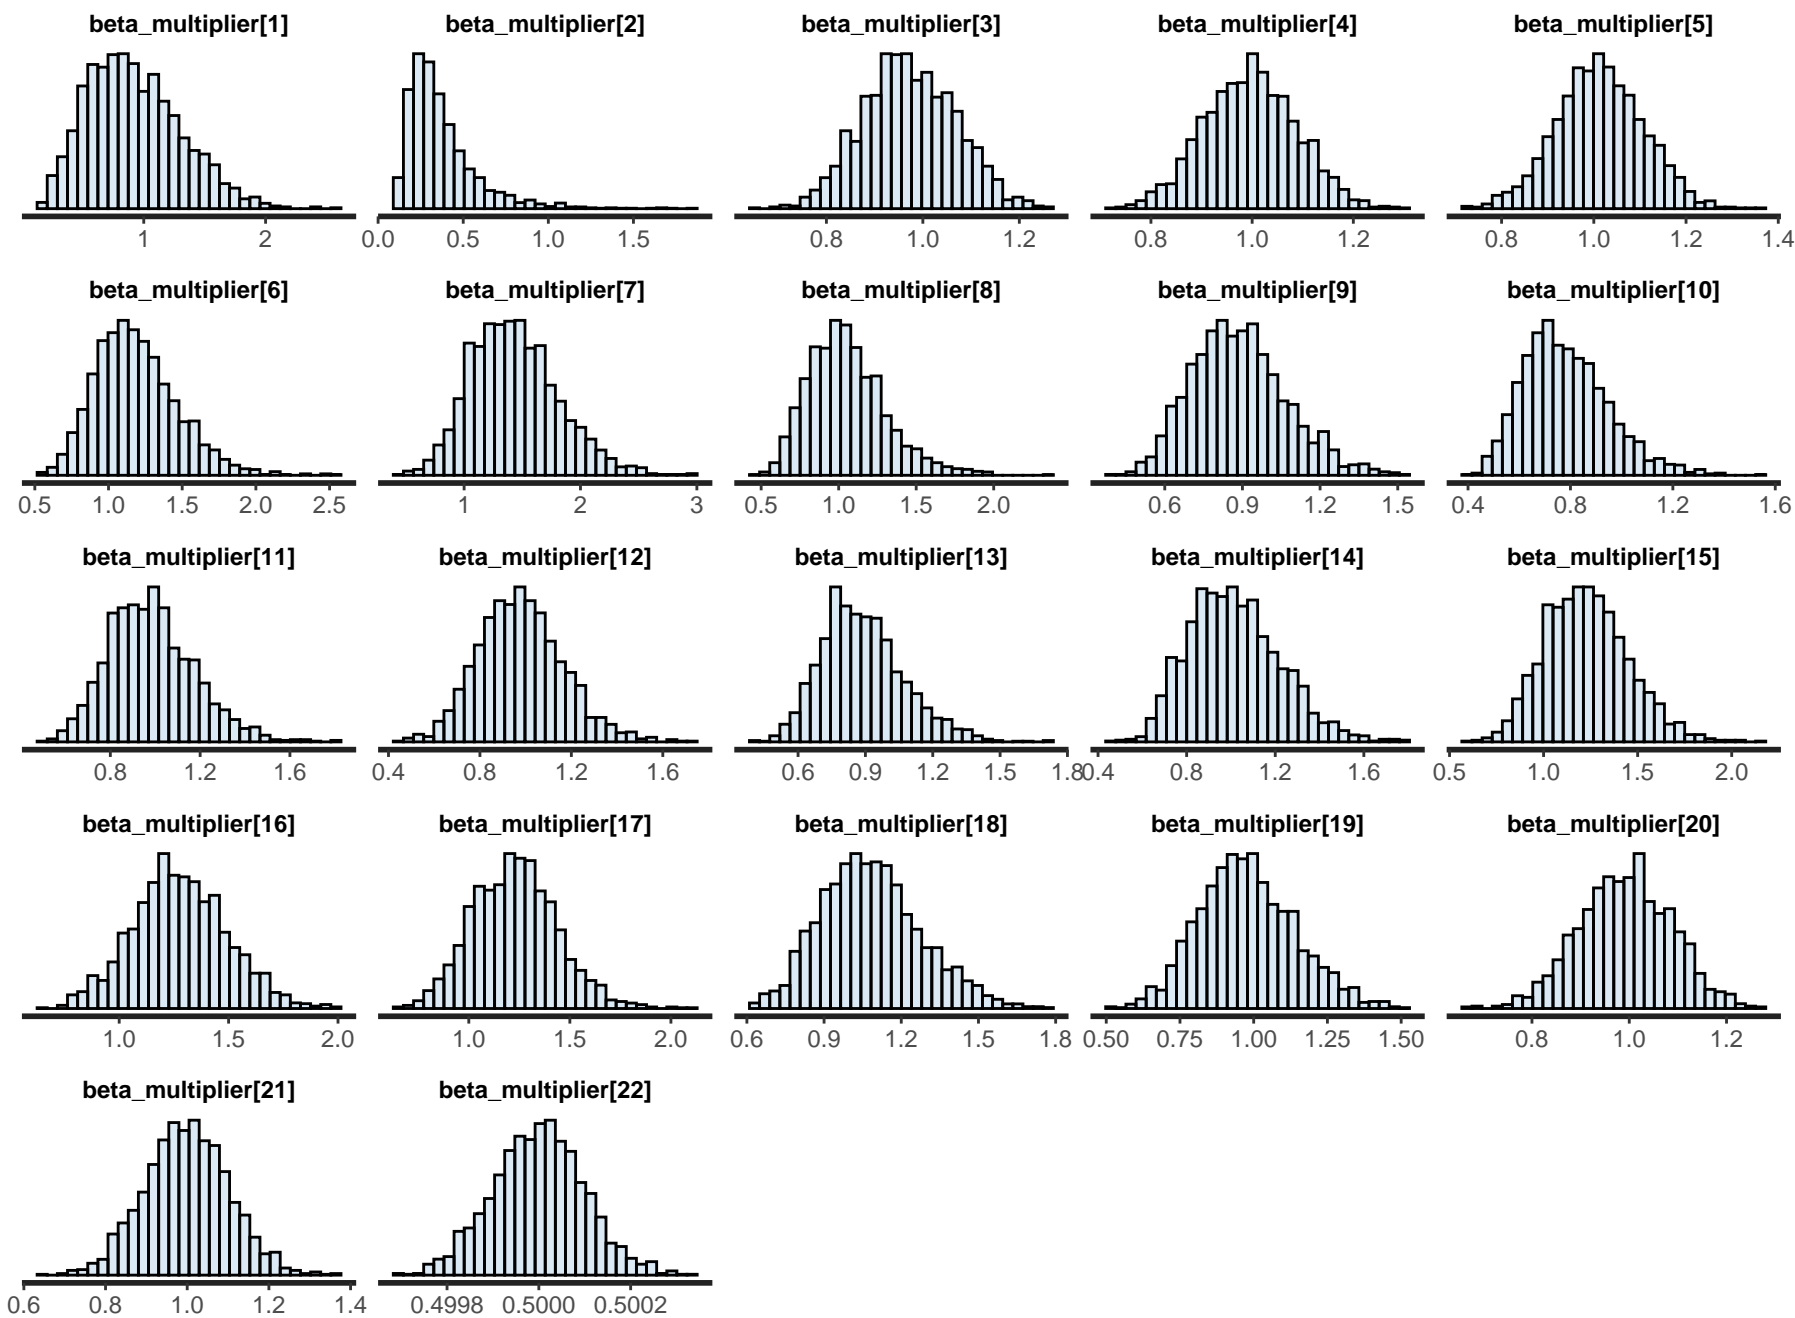 beta_multiplier[1] beta_multiplier[2] beta_multiplier[3] beta_multiplier[4] beta_multiplier[5]
1 2 0.0 0.5 1.0 1.5 0.8 1.0 1.2 0.8 1.0 1.2 0.8 1.0 1.2 1.4
beta_multiplier[6] beta_multiplier[7] beta_multiplier[8] beta_multiplier[9] beta_multiplier[10]
0.5 1.0 1.5 2.0 2.5 1 2 3 0.5 1.0 1.5 2.0 0.6 0.9 1.2 1.5 0.4 0.8 1.2 1.6
beta_multiplier[11] beta_multiplier[12] beta_multiplier[13] beta_multiplier[14] beta_multiplier[15]
0.8 1.2 1.6 0.4 0.8 1.2 1.6 0.6 0.9 1.2 1.5 1.8 0.4 0.8 1.2 1.6 0.5 1.0 1.5 2.0
beta_multiplier[16] beta_multiplier[17] beta_multiplier[18] beta_multiplier[19] beta_multiplier[20]
1.0 1.5 2.0 1.0 1.5 2.0 0.6 0.9 1.2 1.5 1.8 0.50 0.75 1.00 1.25 1.50 0.8 1.0 1.2
beta_multiplier[21] beta_multiplier[22]
0.6 0.8 1.0 1.2 1.4 0.4998 0.5000 0.5002